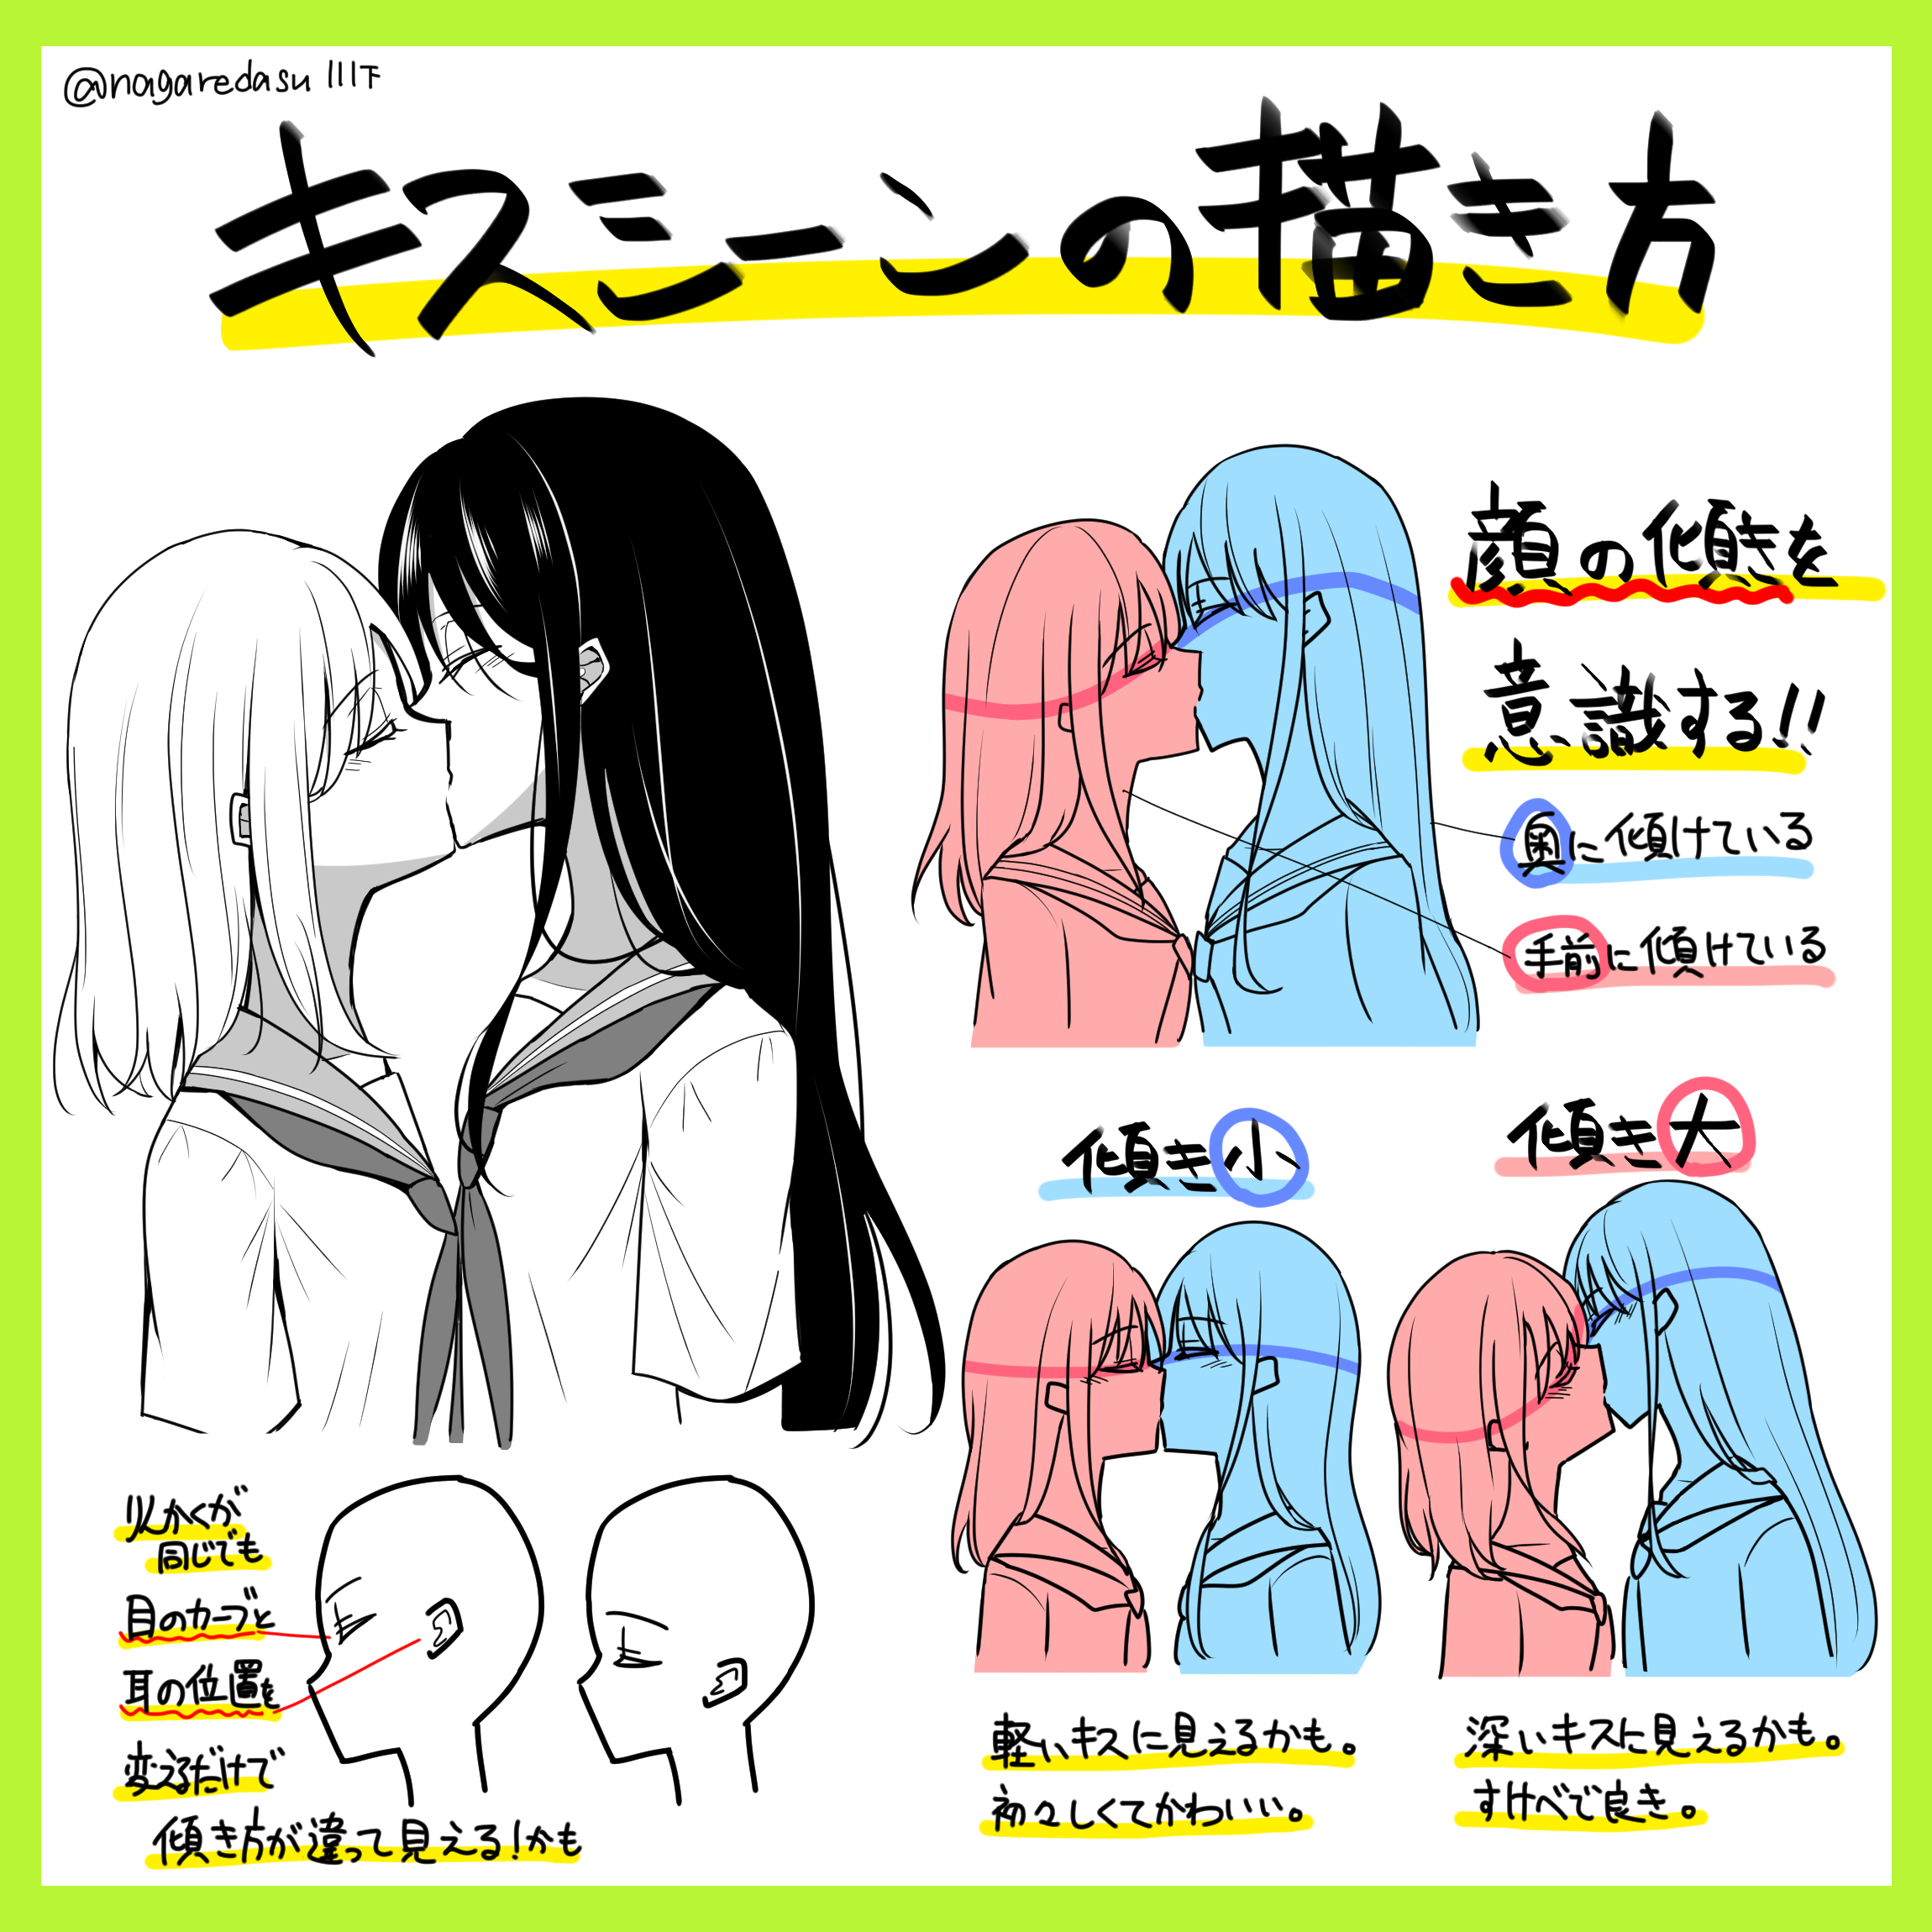 @nagaredasu 111下
キスシーンの描き方
顔の傾きを
意識する!!
奥に傾けている
手前に傾けている
傾き小
傾き大
軽いキスに見えるかも。
初々しくてかわいい。
深いキスに見えるかも。
すけべで良き。
りんかくが
同じでも
目のカーブと
耳の位置を
変えるだけで
傾き方が違って見える!かも